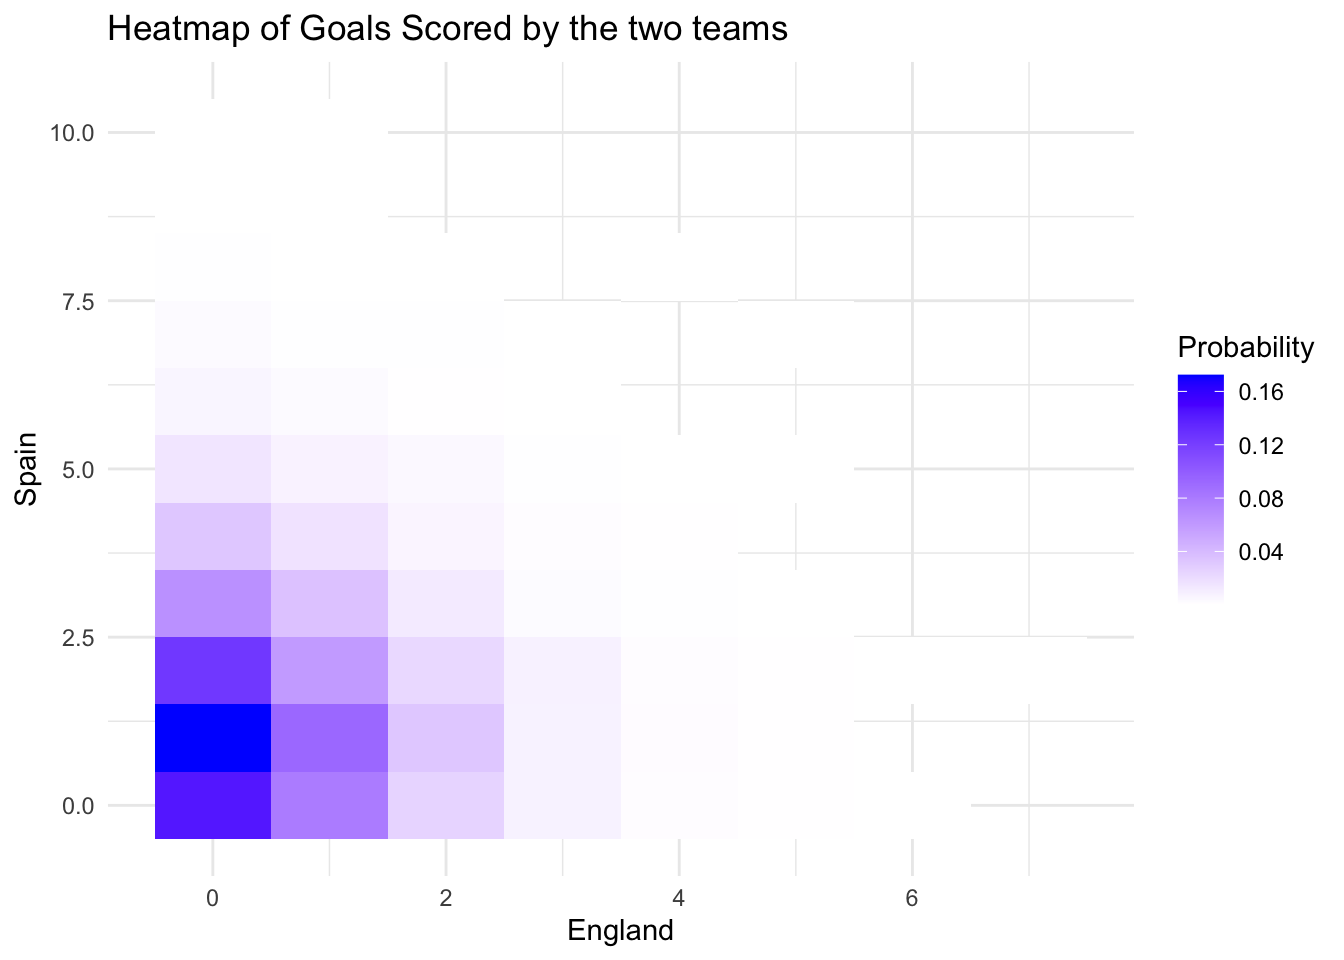 Heatmap of Goals Scored by the two teams
10.0
7.5
5.0
2.5
0.0
Spain
0 2 4 6
England
Probability
0.16
0.12
0.08
0.04